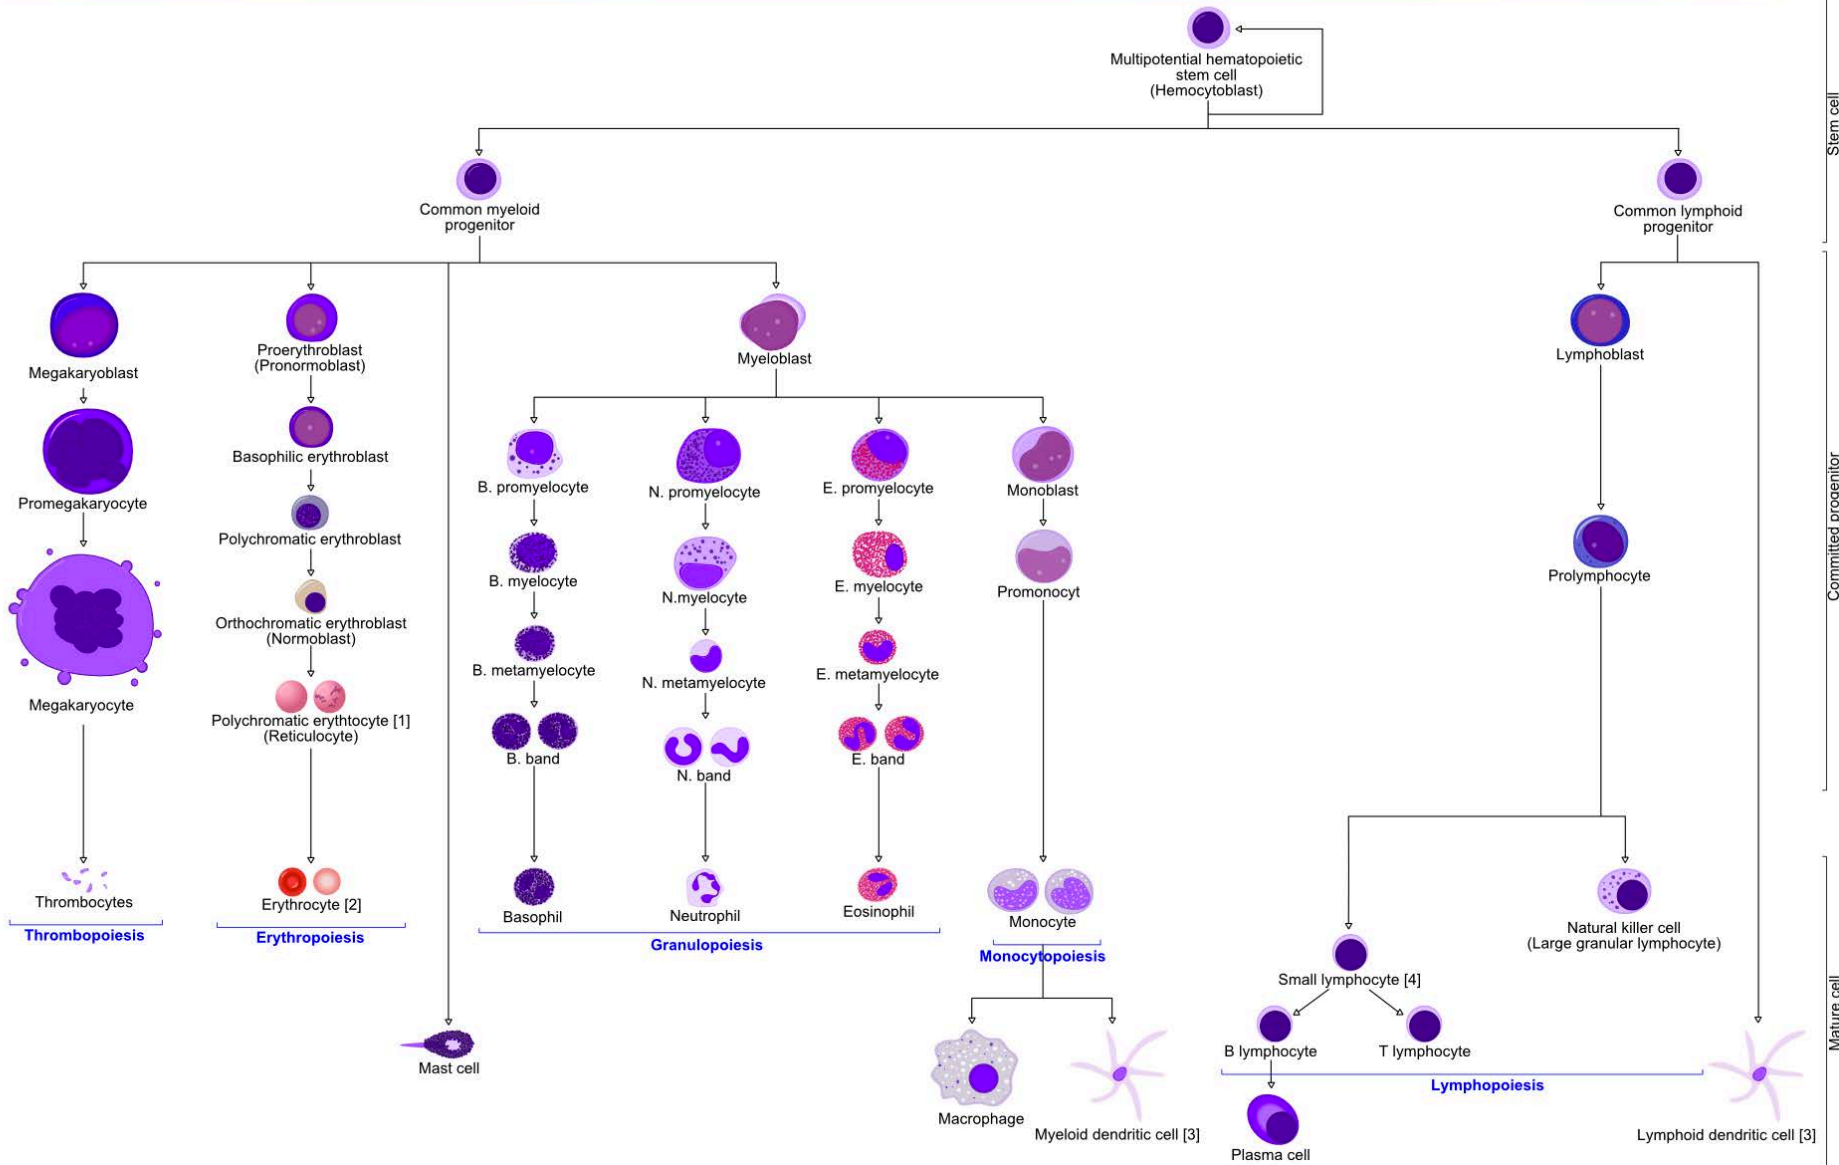 Multipotential hematopoietic
stem cell
(Hemocytoblast)
Stem cell
Common myeloid
progenitor
Common lymphoid
progenitor
Committed progenitor
Megakaryoblast
Proerythroblast
(Pronormoblast)
Myeloblast
Lymphoblast
Promegakaryocyte
Basophilic erythroblast
B. promyelocyte
N. promyelocyte
E. promyelocyte
Monoblast
Polychromatic erythroblast
B. myelocyte
N.myelocyte
E. myelocyte
Promonocyt
Prolymphocyte
Orthochromatic erythroblast
(Normoblast)
B. metamyelocyte
N. metamyelocyte
E. metamyelocyte
Megakaryocyte
Polychromatic erythtocyte [1]
(Reticulocyte)
B. band
N. band
E. band
Mature cell
Thrombocytes
Erythrocyte [2]
Basophil
Neutrophil
Eosinophil
Monocyte
Natural killer cell
(Large granular lymphocyte)
Thrombopoiesis
Erythropoiesis
Granulopoiesis
Monocytopoiesis
Small lymphocyte [4]
B lymphocyte
T lymphocyte
Mast cell
Lymphopoiesis
Macrophage
Myeloid dendritic cell [3]
Plasma cell
Lymphoid dendritic cell [3]